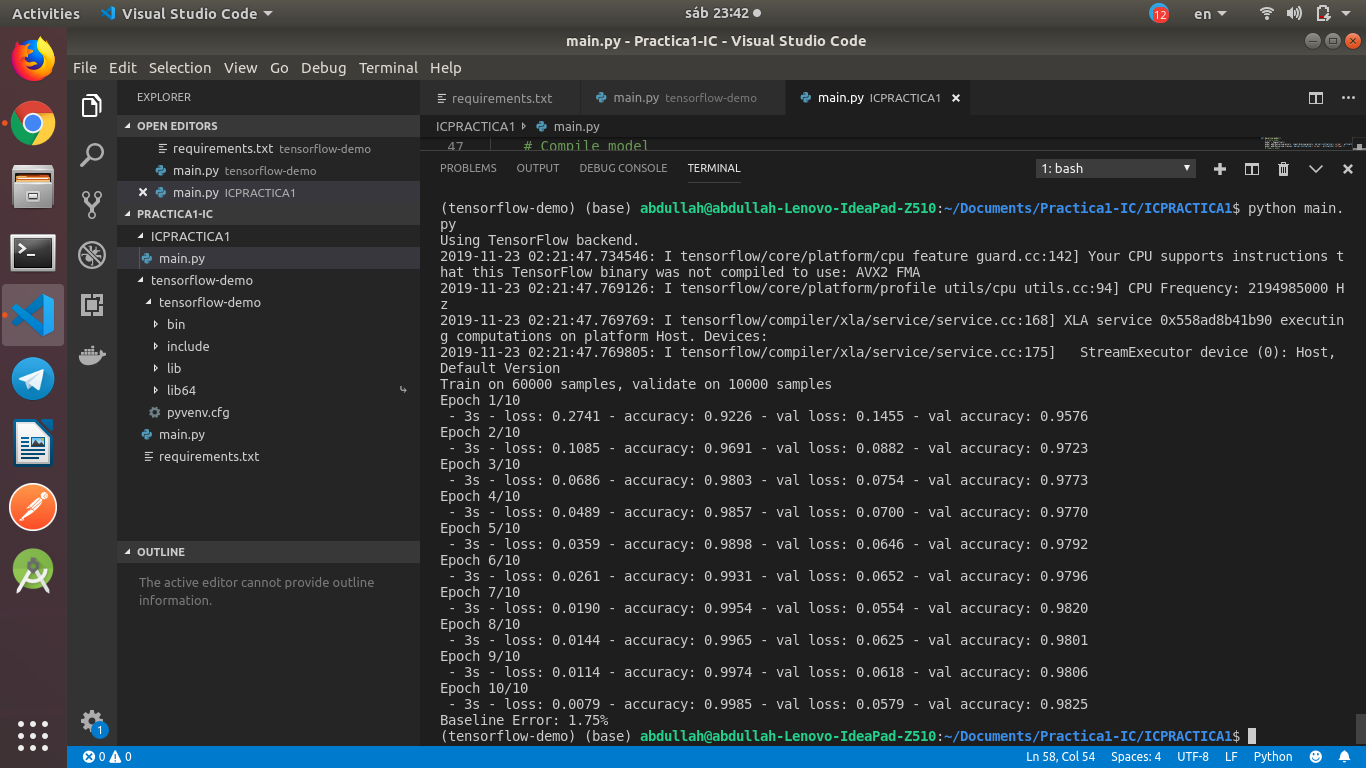 Activities
Visual Studio Code
sáb 23:42
12
en
main.py - Practica1-IC - Visual Studio Code
File Edit Selection View Go Debug Terminal Help
EXPLORER
OPEN EDITORS
requirements.txt tensorflow-demo
main.py tensorflow-demo
main.py ICPRACTICA1
PRACTICA1-IC
ICPRACTICA1
main.py
tensorflow-demo
tensorflow-demo
bin
include
lib
lib64
pyvenv.cfg
main.py
requirements.txt
OUTLINE
The active editor cannot provide outline
information.
1
requirements.txt
main.py tensorflow-demo
main.py ICPRACTICA1
ICPRACTICA1
main.py
47 # Compile model
PROBLEMS OUTPUT DEBUG CONSOLE TERMINAL
1: bash
(tensorflow-demo) (base) abdullah@abdullah-Lenovo-IdeaPad-Z510:~/Documents/Practica1-IC/ICPRACTICA1$ python main.
py
Using TensorFlow backend.
2019-11-23 02:21:47.734546: I tensorflow/core/platform/cpu feature guard.cc:142] Your CPU supports instructions t
hat this TensorFlow binary was not compiled to use: AVX2 FMA
2019-11-23 02:21:47.769126: I tensorflow/core/platform/profile utils/cpu utils.cc:94] CPU Frequency: 2194985000 H
z
2019-11-23 02:21:47.769769: I tensorflow/compiler/xla/service/service.cc:168] XLA service 0x558ad8b41b90 executin
g computations on platform Host. Devices:
2019-11-23 02:21:47.769805: I tensorflow/compiler/xla/service/service.cc:175]   StreamExecutor device (0): Host,
Default Version
Train on 60000 samples, validate on 10000 samples
Epoch 1/10
- 3s - loss: 0.2741 - accuracy: 0.9226 - val loss: 0.1455 - val accuracy: 0.9576
Epoch 2/10
- 3s - loss: 0.1085 - accuracy: 0.9691 - val loss: 0.0882 - val accuracy: 0.9723
Epoch 3/10
- 3s - loss: 0.0686 - accuracy: 0.9803 - val loss: 0.0754 - val accuracy: 0.9773
Epoch 4/10
- 3s - loss: 0.0489 - accuracy: 0.9857 - val loss: 0.0700 - val accuracy: 0.9770
Epoch 5/10
- 3s - loss: 0.0359 - accuracy: 0.9898 - val loss: 0.0646 - val accuracy: 0.9792
Epoch 6/10
- 3s - loss: 0.0261 - accuracy: 0.9931 - val loss: 0.0652 - val accuracy: 0.9796
Epoch 7/10
- 3s - loss: 0.0190 - accuracy: 0.9954 - val loss: 0.0554 - val accuracy: 0.9820
Epoch 8/10
- 3s - loss: 0.0144 - accuracy: 0.9965 - val loss: 0.0625 - val accuracy: 0.9801
Epoch 9/10
- 3s - loss: 0.0114 - accuracy: 0.9974 - val loss: 0.0618 - val accuracy: 0.9806
Epoch 10/10
- 3s - loss: 0.0079 - accuracy: 0.9985 - val loss: 0.0579 - val accuracy: 0.9825
Baseline Error: 1.75%
(tensorflow-demo) (base) abdullah@abdullah-Lenovo-IdeaPad-Z510:~/Documents/Practica1-IC/ICPRACTICA1$
0 0
Ln 58, Col 54 Spaces: 4 UTF-8 LF Python